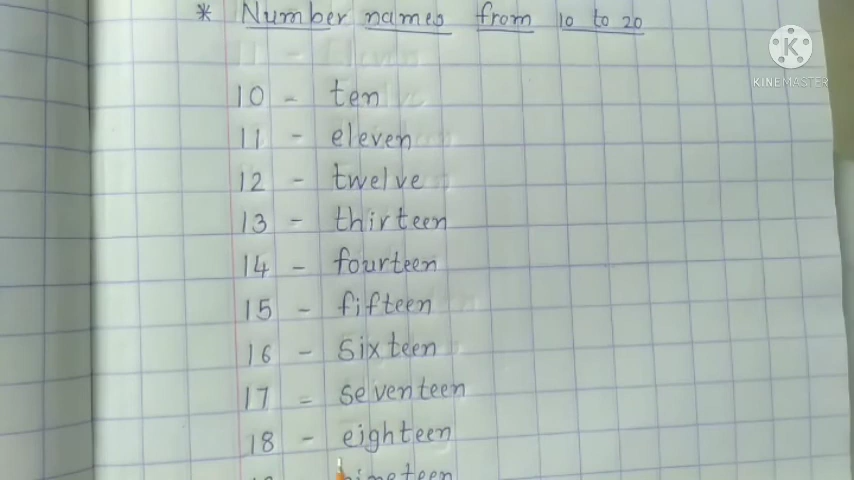 * Number names from 10 to 20
KINEMASTER
10 - ten
11 - eleven
12 - twelve
13 - thirteen
14 - fourteen
15 - fifteen
16 - sixteen
17 - seventeen
18 - eighteen
nineteen